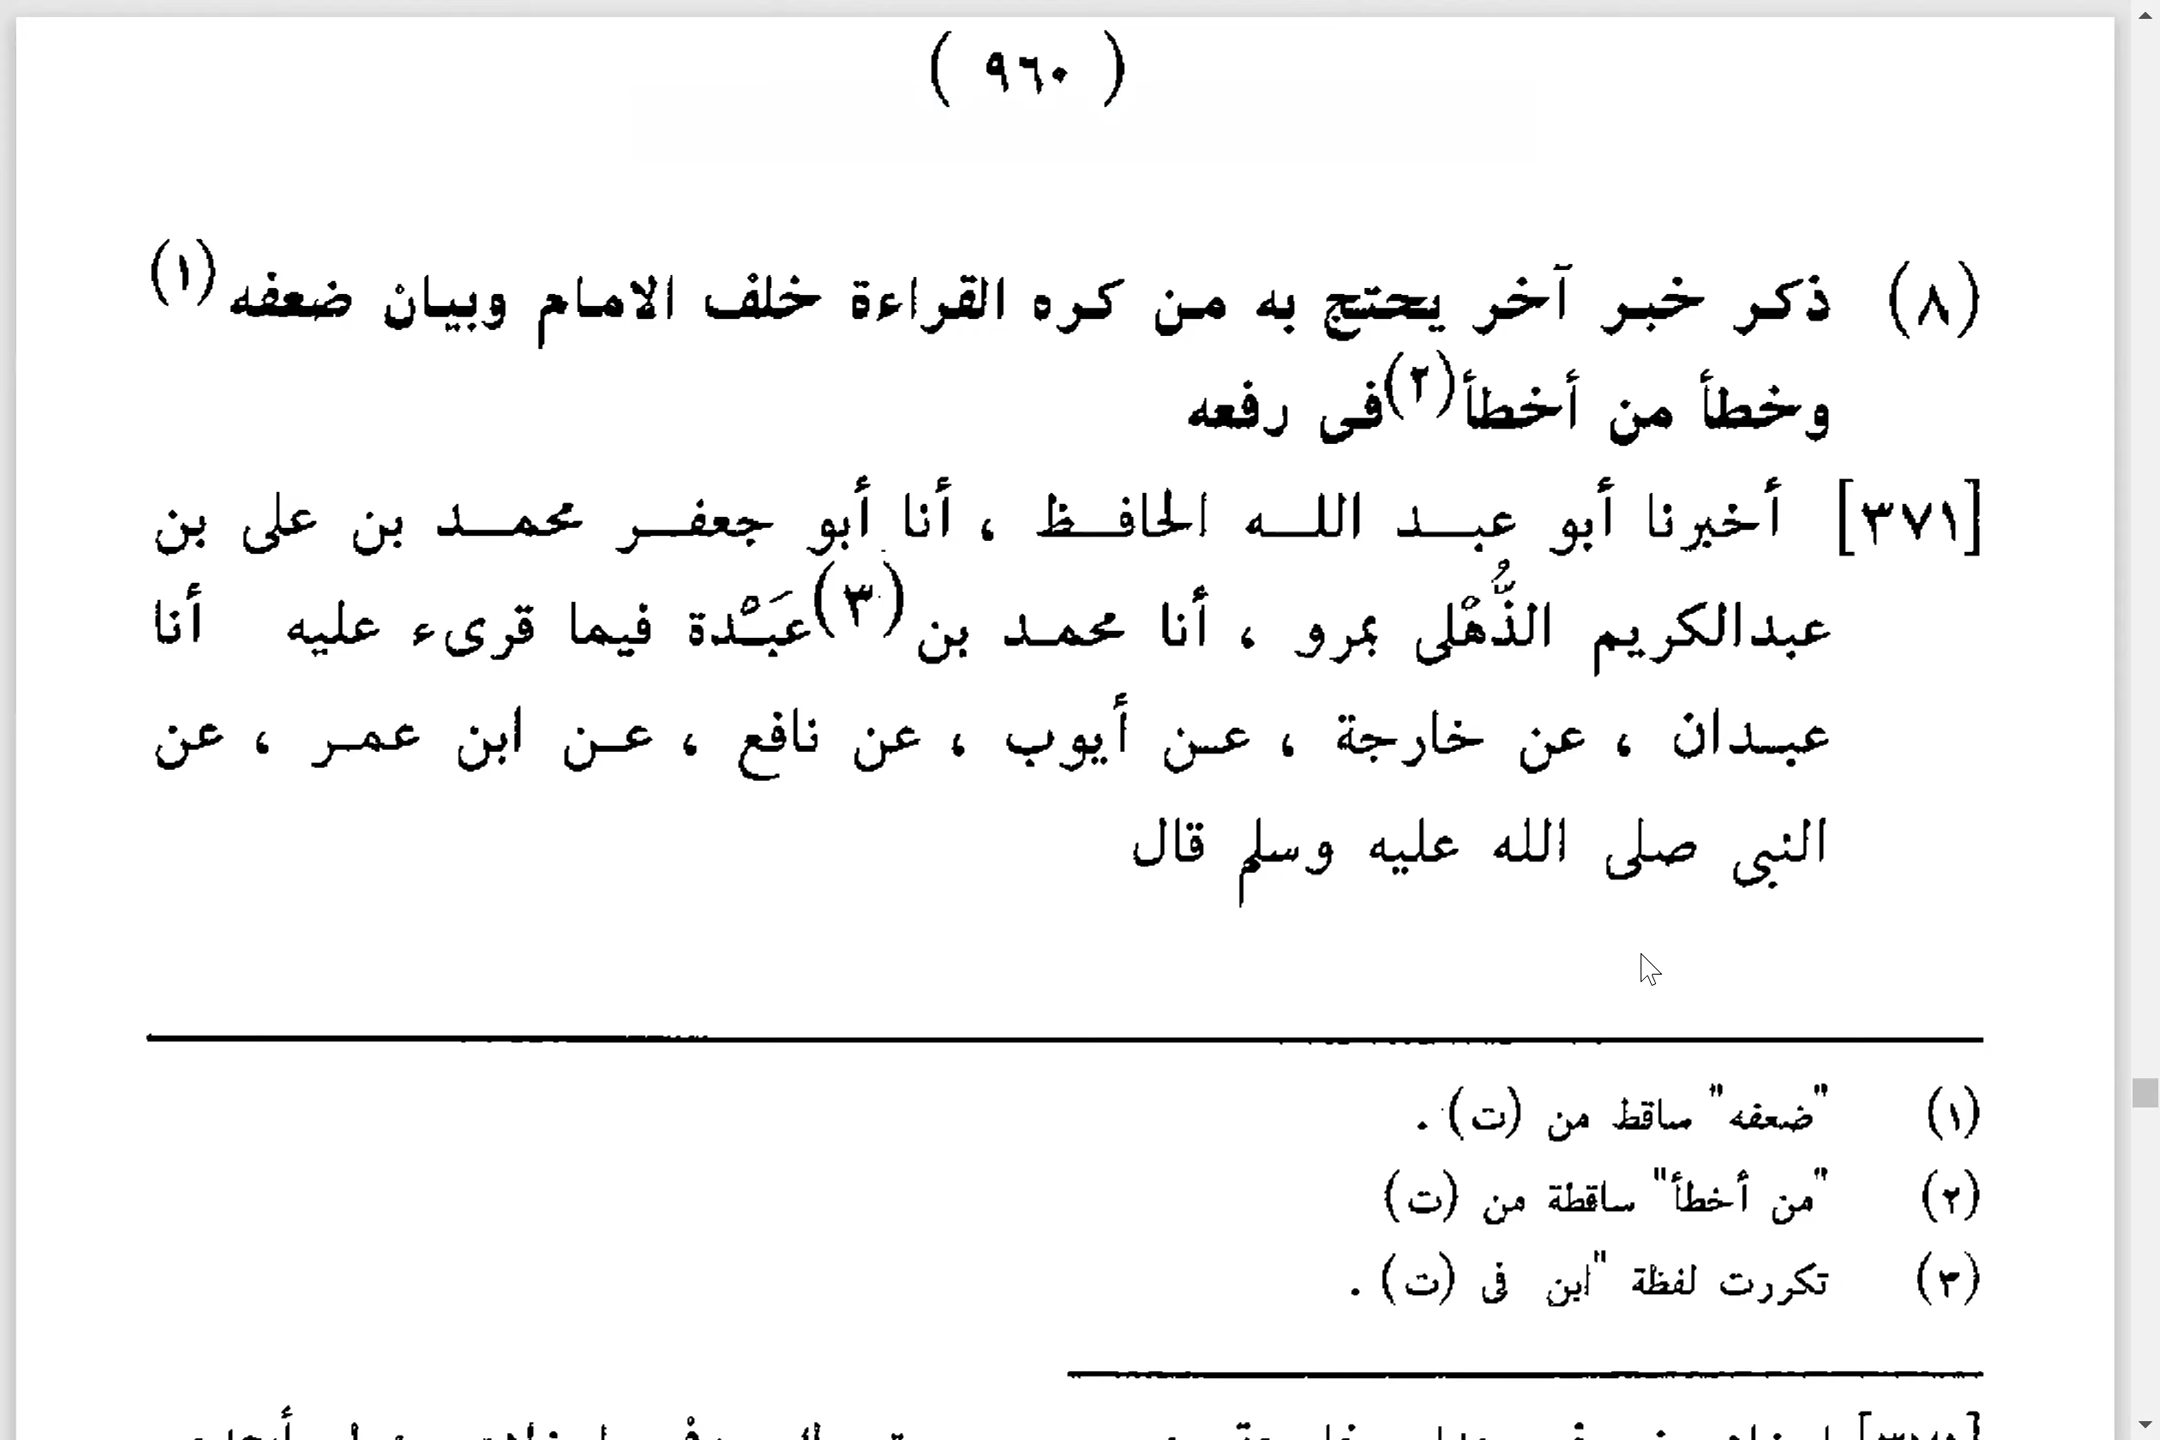 ( ٩٦٠ )
(٨) ذكر خبر آخر يحتج به من كره القراءة خلف الامام وبيان ضعفه(١)
وخطأ من أخطأ(٢)فى رفعه
[٣٧١] أخبرنا أبو عبد الله الحافظ ، أنا أبو جعفر محمد بن على بن
عبدالكريم الذُّهْلى بمرو ، أنا محمد بن(٣)عَبْدة فيما قرىء عليه أنا
عبدان ، عن خارجة ، عن أيوب ، عن نافع ، عن ابن عمر ، عن
النبى صلى الله عليه وسلم قال
(١) "ضعفه" ساقط من (ت) .
(٢) "من أخطأ" ساقطة من (ت)
(٣) تكررت لفظة "ابن فى (ت) .